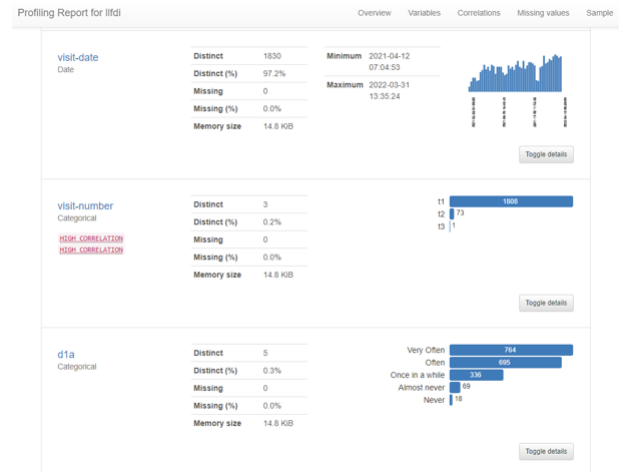 Profiling Report for llfdi
Overview Variables Correlations Missing values Sample
visit-date
Date
Distinct 1830
Distinct (%) 97.2%
Missing 0
Missing (%) 0.0%
Memory size 14.8 KiB
Minimum 2021-04-12
07:04:53
Maximum 2022-03-31
13:35:24
Toggle details
visit-number
Categorical
HIGH CORRELATION
HIGH CORRELATION
Distinct 3
Distinct (%) 0.2%
Missing 0
Missing (%) 0.0%
Memory size 14.8 KiB
t1 1808
t2 73
t3 1
Toggle details
d1a
Categorical
Distinct 5
Distinct (%) 0.3%
Missing 0
Missing (%) 0.0%
Memory size 14.8 KiB
Very Often 764
Often 695
Once in a while 336
Almost never 69
Never 18
Toggle details